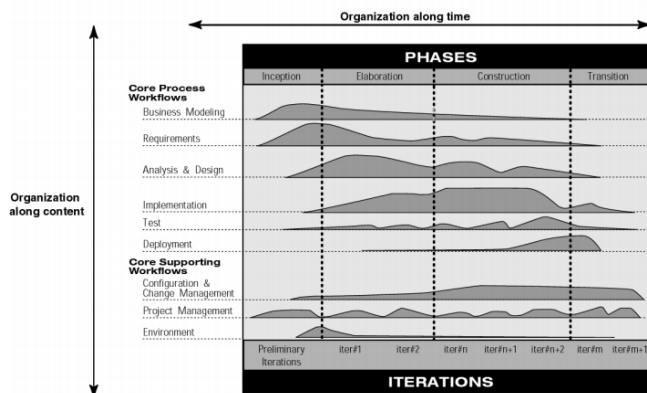 Organization along time
PHASES
Inception Elaboration Construction Transition
Core Process
Workflows
Business Modeling
Requirements
Analysis & Design
Organization
along content
Implementation
Test
Deployment
Core Supporting
Workflows
Configuration &
Change Management
Project Management
Environment
Preliminary
Iterations
iter#1 iter#2 iter#n iter#n+1 iter#n+2 iter#m iter#m+1
ITERATIONS